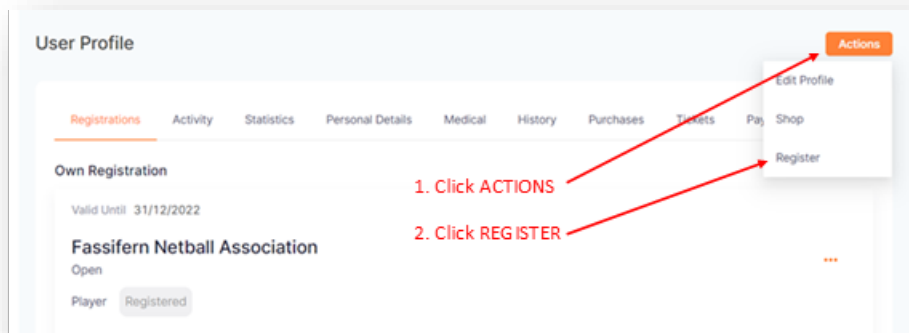 User Profile
Actions
Edit Profile
Registrations Activity Statistics Personal Details Medical History Purchases Tickets Pay Shop
Own Registration
Register
1. Click ACTIONS
Valid Until 31/12/2022
2. Click REGISTER
Fassifern Netball Association
Open
Player Registered